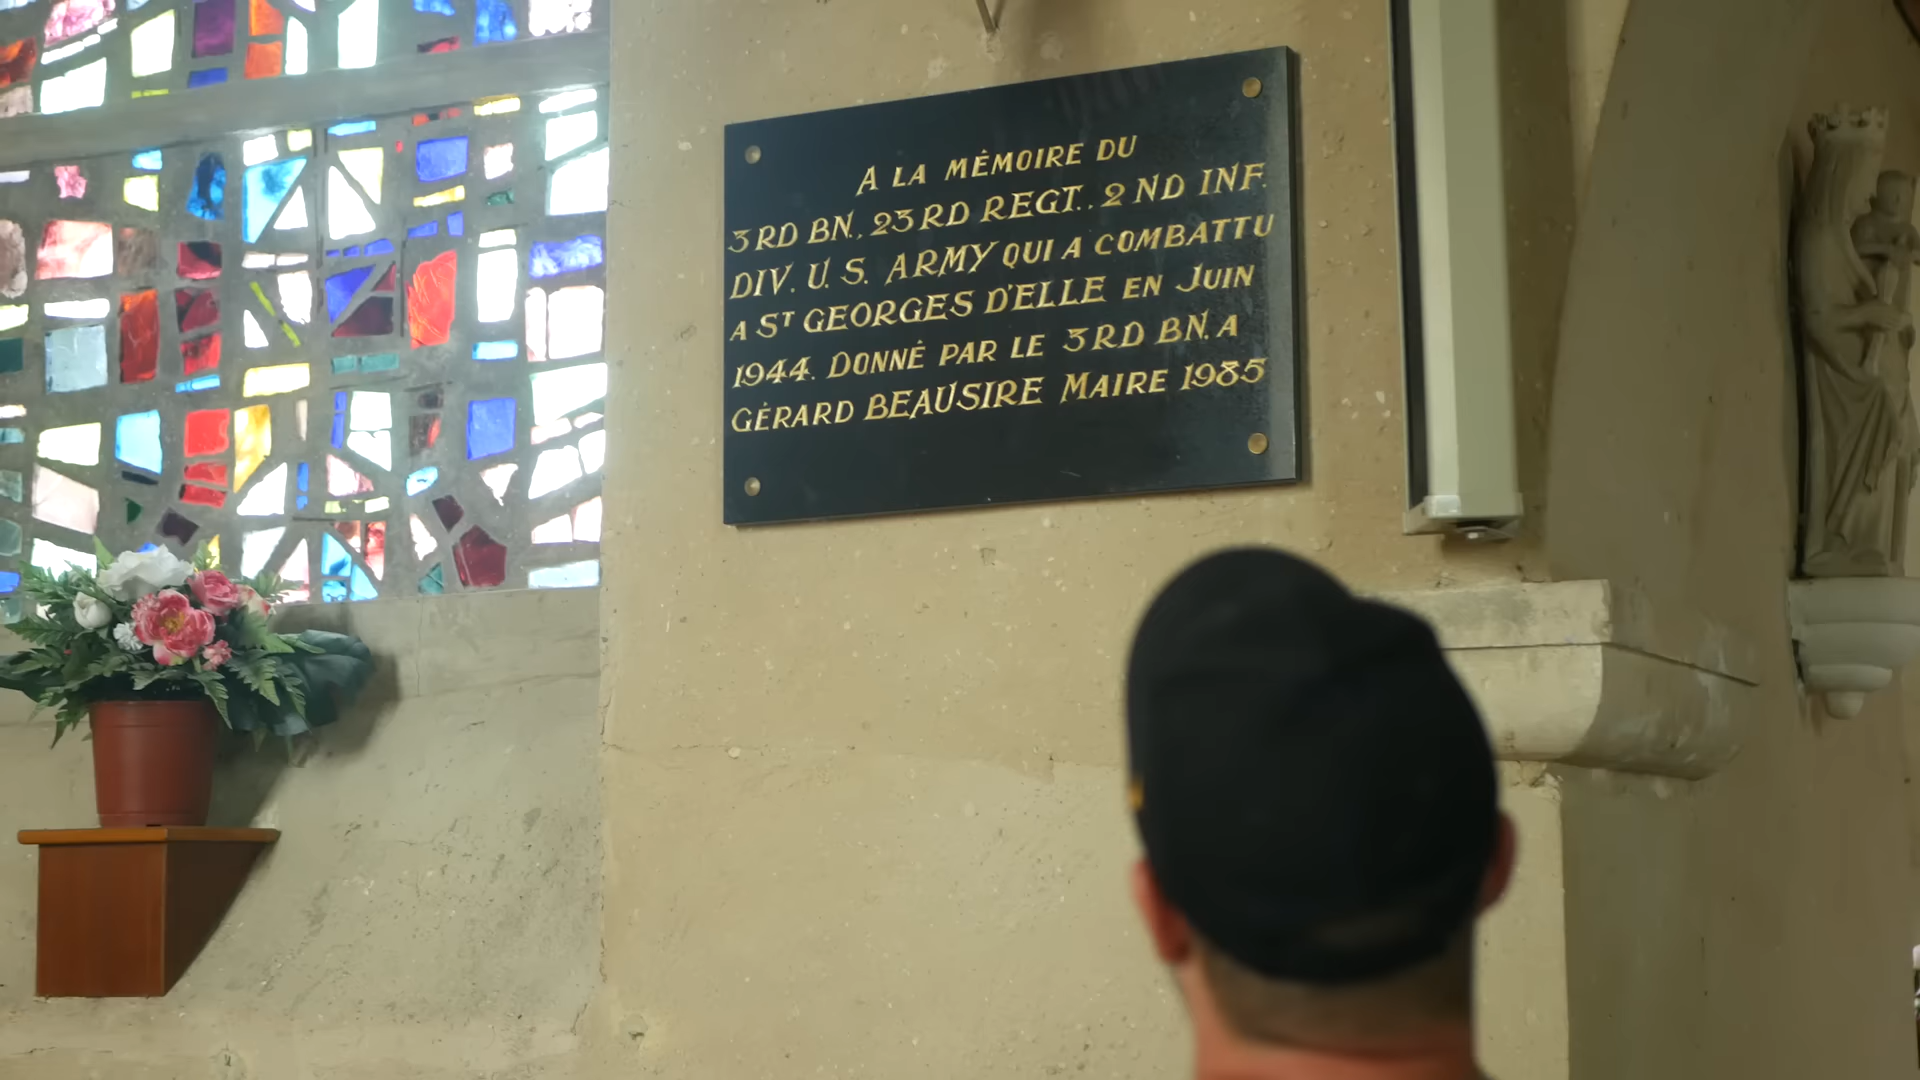 A LA MÉMOIRE DU
3RD BN., 23RD REGT., 2ND INF.
DIV. U.S. ARMY QUI A COMBATTU
A ST GEORGES D'ELLE EN JUIN
1944. DONNÉ PAR LE 3RD BN. A
GÉRARD BEAUSIRE MAIRE 1985